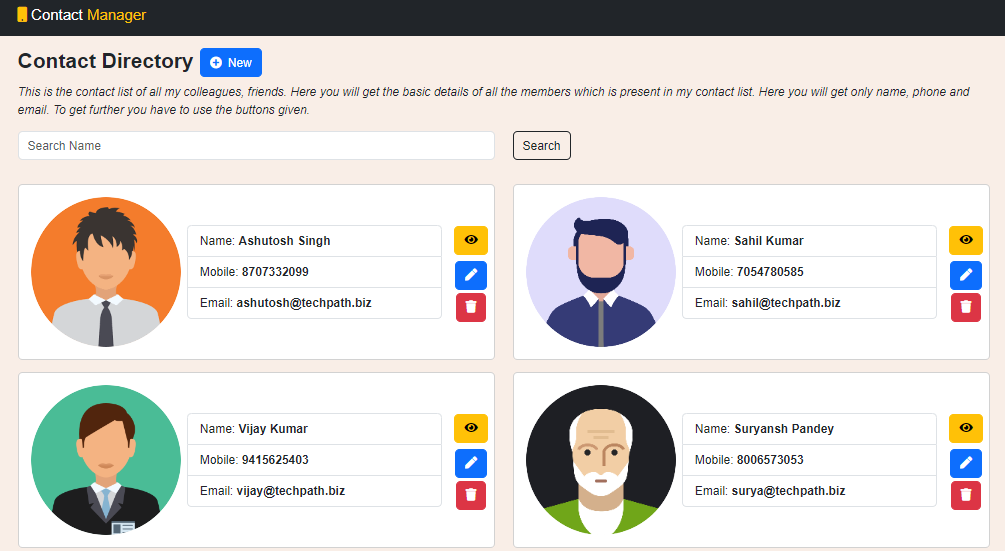 Contact Manager
Contact Directory New
This is the contact list of all my colleagues, friends. Here you will get the basic details of all the members which is present in my contact list. Here you will get only name, phone and
email. To get further you have to use the buttons given.
Search Name Search
Name: Ashutosh Singh
Mobile: 8707332099
Email: ashutosh@techpath.biz
Name: Sahil Kumar
Mobile: 7054780585
Email: sahil@techpath.biz
Name: Vijay Kumar
Mobile: 9415625403
Email: vijay@techpath.biz
Name: Suryansh Pandey
Mobile: 8006573053
Email: surya@techpath.biz